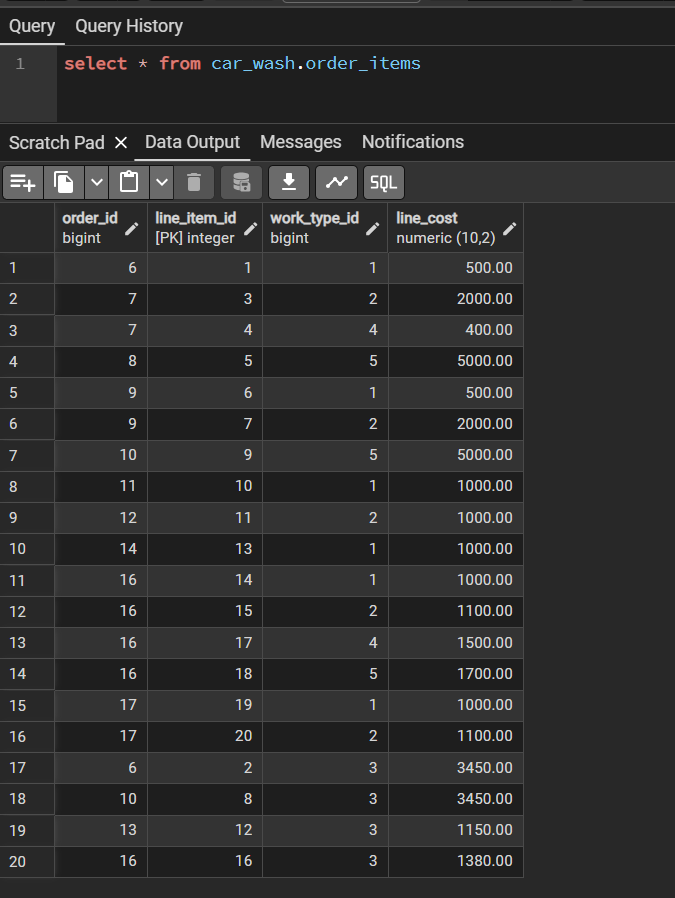 Query Query History
1 select * from car_wash.order_items
Scratch Pad Data Output Messages Notifications
SQL
order_id line_item_id work_type_id line_cost
bigint [PK] integer bigint numeric (10,2)
1 6 1 1 500.00
2 7 3 2 2000.00
3 7 4 4 400.00
4 8 5 5 5000.00
5 9 6 1 500.00
6 9 7 2 2000.00
7 10 9 5 5000.00
8 11 10 1 1000.00
9 12 11 2 1000.00
10 14 13 1 1000.00
11 16 14 1 1000.00
12 16 15 2 1100.00
13 16 17 4 1500.00
14 16 18 5 1700.00
15 17 19 1 1000.00
16 17 20 2 1100.00
17 6 2 3 3450.00
18 10 8 3 3450.00
19 13 12 3 1150.00
20 16 16 3 1380.00